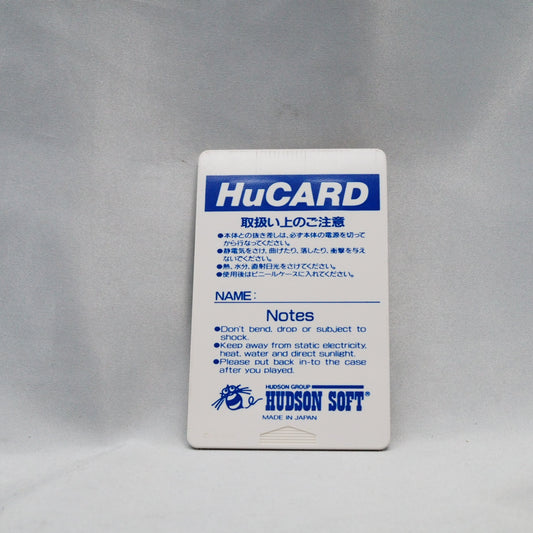 HuCARD
取扱い上のご注意
●本体との抜き差しは、必ず本体の電源を切って
から行なってください。
●静電気をさけ、曲げたり、落したり、衝撃を与え
ないでください。
●熱、水分、直射日光をさけてください。
●使用後はビニールケースに入れてください。
NAME:
Notes
●Don't bend, drop or subject to
shock.
●Keep away from static electricity,
heat, water and direct sunlight.
●Please put back in-to the case
after you played.
HUDSON GROUP
HUDSON SOFT®
MADE IN JAPAN